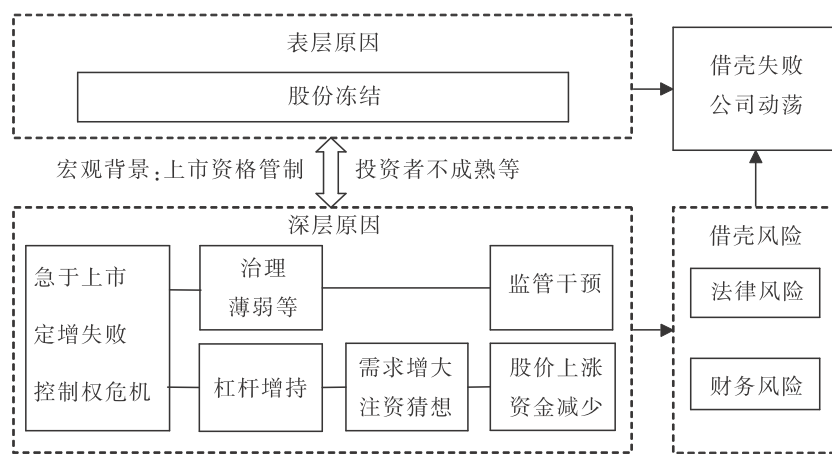 表层原因
股份冻结
借壳失败
公司动荡
宏观背景:上市资格管制
投资者不成熟等
深层原因
急于上市
定增失败
控制权危机
治理
薄弱等
监管干预
杠杆增持
需求增大
注资猜想
股价上涨
资金减少
借壳风险
法律风险
财务风险